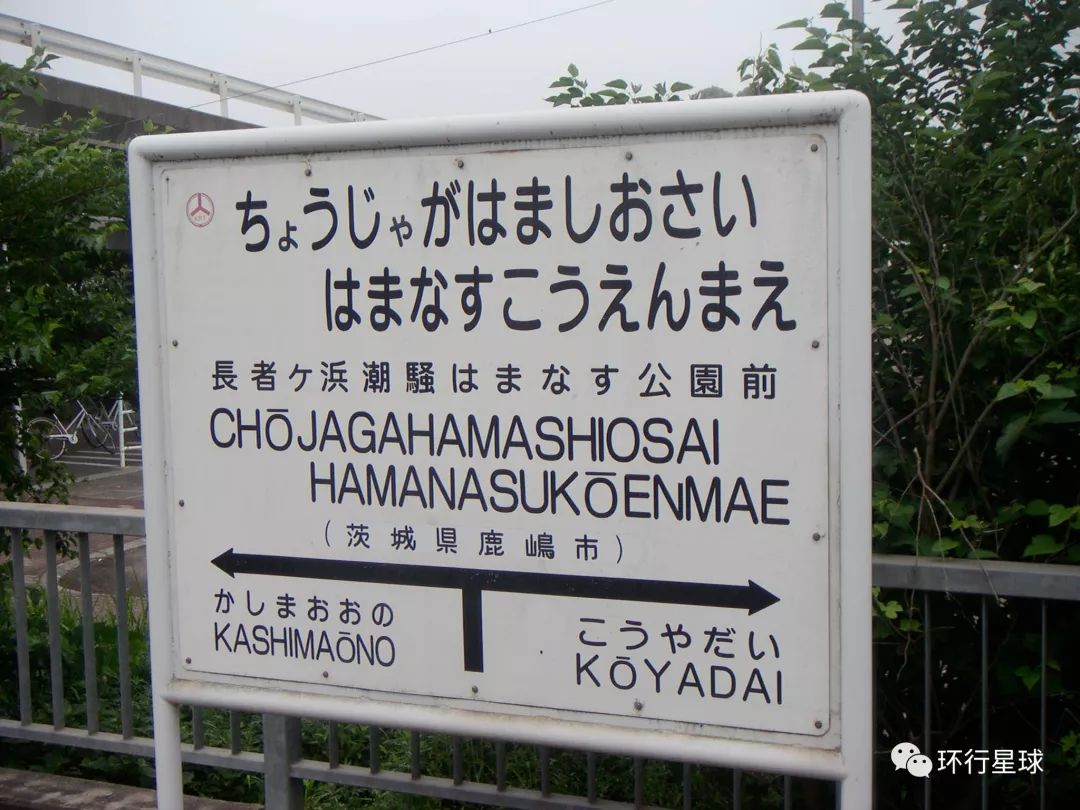 ちょうじゃがはましおさい
はまなすこうえんまえ
長者ケ浜潮騒はまなす公園前
CHŌJAGAHAMASHIOSAI
HAMANASUKŌENMAE
(茨城県鹿嶋市)
かしまおおの
KASHIMAŌNO
こうやだい
KŌYADAI
环行星球